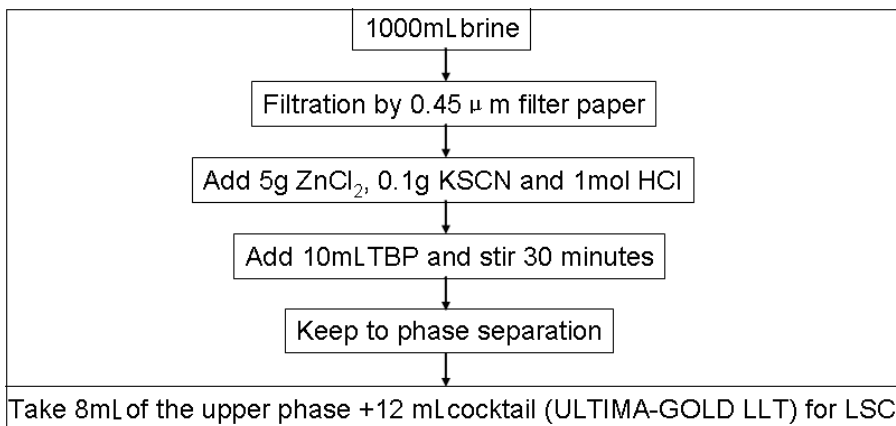 1000mL brine
Filtration by 0.45 μm filter paper
Add 5g ZnCl₂, 0.1g KSCN and 1mol HCl
Add 10mL TBP and stir 30 minutes
Keep to phase separation
Take 8mL of the upper phase +12 mL cocktail (ULTIMA-GOLD LLT) for LSC